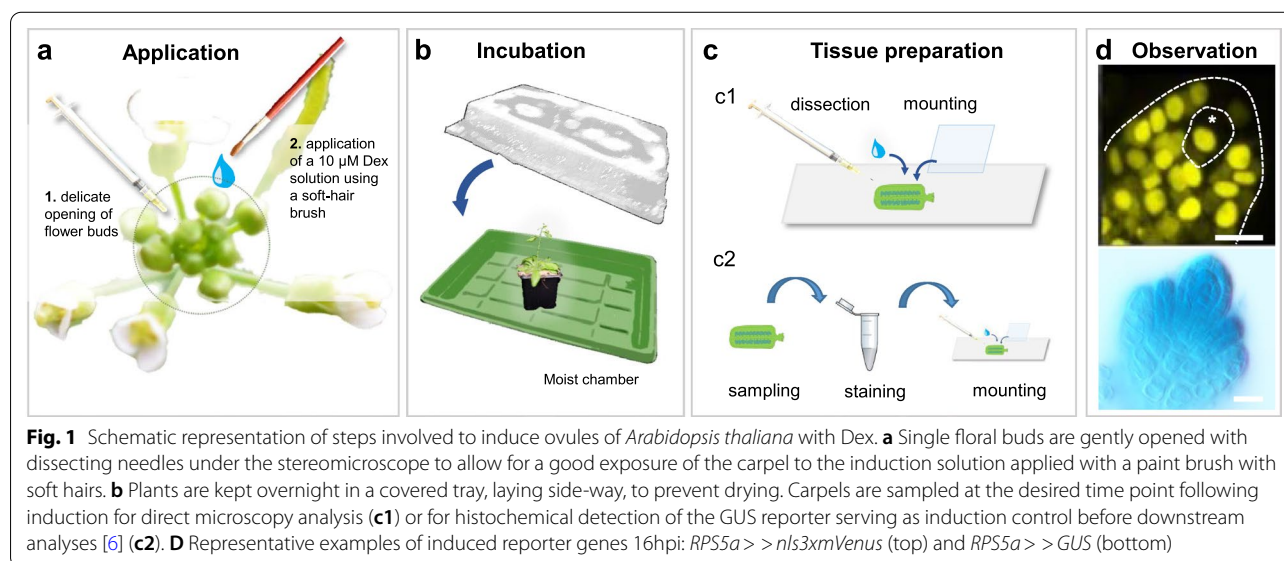 a Application
1. delicate
opening of
flower buds
2. application
of a 10 µM Dex
solution using
a soft-hair
brush
b Incubation
Moist chamber
c Tissue preparation
c1
dissection mounting
c2
sampling staining mounting
d Observation
*
Fig. 1 Schematic representation of steps involved to induce ovules of Arabidopsis thaliana with Dex. a Single floral buds are gently opened with
dissecting needles under the stereomicroscope to allow for a good exposure of the carpel to the induction solution applied with a paint brush with
soft hairs. b Plants are kept overnight in a covered tray, laying side-way, to prevent drying. Carpels are sampled at the desired time point following
induction for direct microscopy analysis (c1) or for histochemical detection of the GUS reporter serving as induction control before downstream
analyses [6] (c2). D Representative examples of induced reporter genes 16hpi: RPS5a > > nls3xmVenus (top) and RPS5a > > GUS (bottom)